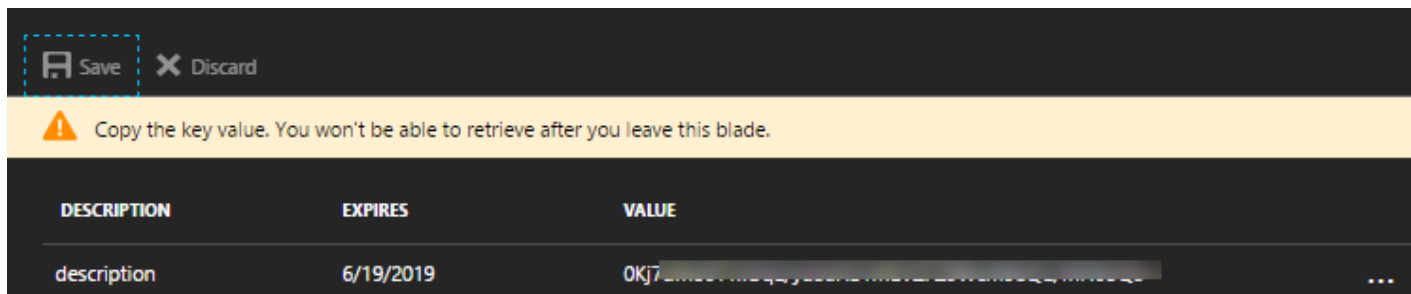 Save Discard
Copy the key value. You won't be able to retrieve after you leave this blade.
DESCRIPTION EXPIRES VALUE
description 6/19/2019 ...